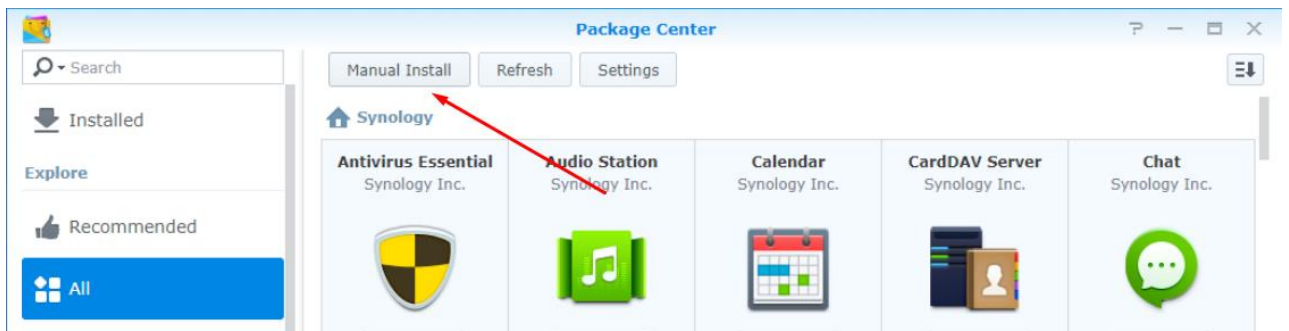 Package Center
Search
Manual Install Refresh Settings
Installed
Synology
Explore
Antivirus Essential Audio Station Calendar CardDAV Server Chat
Synology Inc. Synology Inc. Synology Inc. Synology Inc. Synology Inc.
Recommended
All